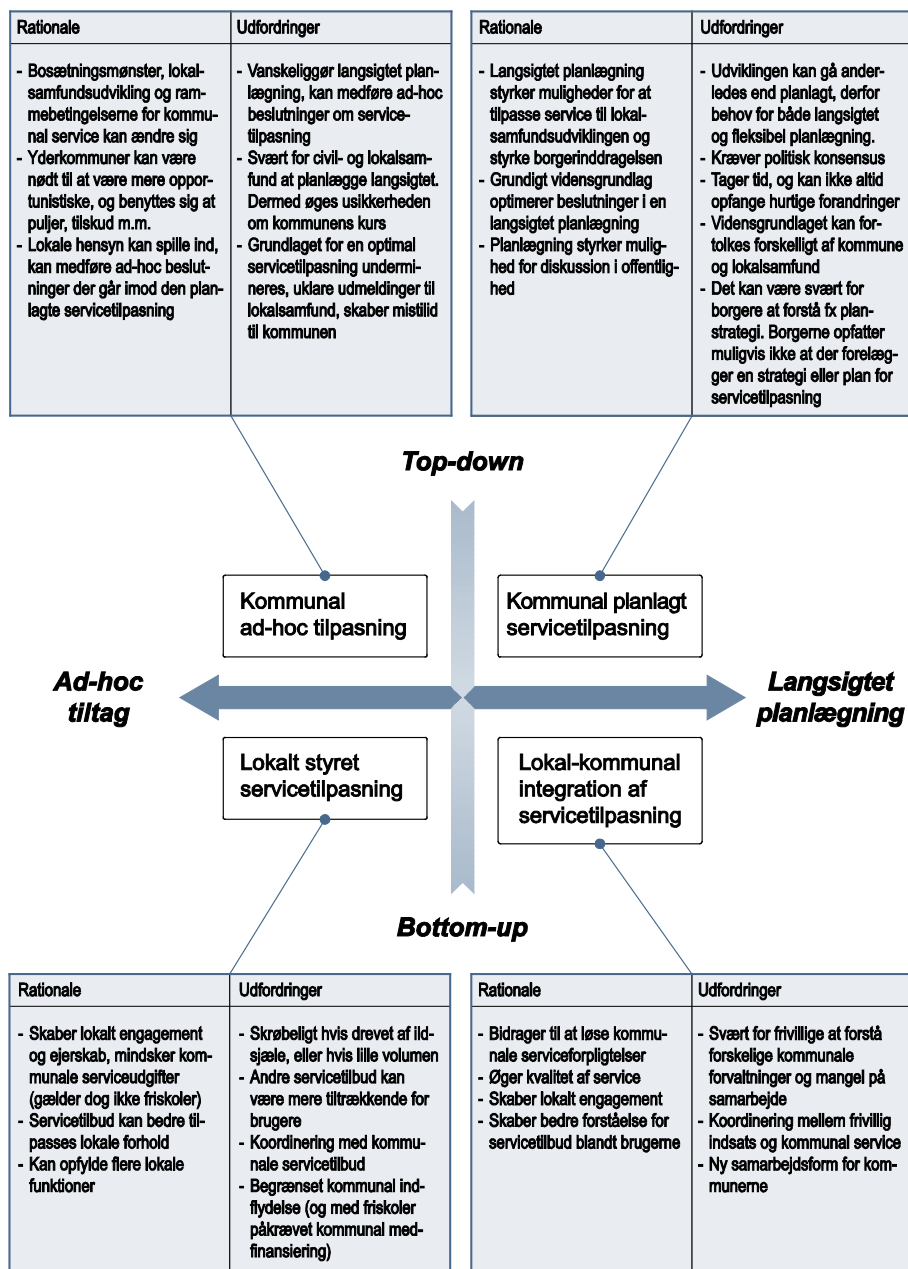 Rationale
Udfordringer
- Bosætningsmønster, lokal-
samfundsudvikling og ram-
mebetingelserne for kommu-
nal service kan ændre sig
- Yderkommuner kan være
nødt til at være mere oppor-
tunistiske, og benyttes sig at
puljer, tilskud m.m.
- Lokale hensyn kan spille ind,
kan medføre ad-hoc beslut-
ninger der går imod den plan-
lagte servicetilpasning
- Vanskeliggør langsigtet plan-
lægning, kan medføre ad-hoc
beslutninger om service-
tilpasning
- Svært for civil- og lokalsam-
fund at planlægge langsigtet.
Dermed øges usikkerheden
om kommunens kurs
- Grundlaget for en optimal
servicetilpasning undermi-
neres, uklare udmeldinger til
lokalsamfund, skaber mistilid
til kommunen
Rationale
Udfordringer
- Langsigtet planlægning
styrker muligheder for at
tilpasse service til lokal-
samfundsudviklingen og
styrke borgerinddragelsen
- Grundigt vidensgrundlag
optimerer beslutninger i en
langsigtet planlægning
- Planlægning styrker mulig-
hed for diskussion i offentlig-
hed
- Udviklingen kan gå ander-
ledes end planlagt, derfor
behov for både langsigtet
og fleksibel planlægning.
- Kræver politisk konsensus
- Tager tid, og kan ikke altid
opfange hurtige forandringer
- Vidensgrundlaget kan for-
tolkes forskelligt af kommune
og lokalsamfund
- Det kan være svært for
borgere at forstå fx plan-
strategi. Borgerne opfatter
muligvis ikke at der forelæg-
ger en strategi eller plan for
servicetilpasning
Top-down
Kommunal
ad-hoc tilpasning
Kommunal planlagt
servicetilpasning
Ad-hoc
tiltag
Langsigtet
planlægning
Lokalt styret
servicetilpasning
Lokal-kommunal
integration af
servicetilpasning
Bottom-up
Rationale
Udfordringer
- Skaber lokalt engagement
og ejerskab, mindsker kom-
munale serviceudgifter
(gælder dog ikke friskoler)
- Servicetilbud kan bedre til-
passes lokale forhold
- Kan opfylde flere lokale
funktioner
- Skrøbeligt hvis drevet af ild-
sjæle, eller hvis lille volumen
- Andre servicetilbud kan
være mere tiltrækkende for
brugere
- Koordinering med kommu-
nale servicetilbud
- Begrænset kommunal ind-
flydelse (og med friskoler
påkrævet kommunal med-
finansiering)
Rationale
Udfordringer
- Bidrager til at løse kommu-
nale serviceforpligtelser
- Øger kvalitet af service
- Skaber lokalt engagement
- Skaber bedre forståelse for
servicetilbud blandt brugerne
- Svært for frivillige at forstå
forskelige kommunale
forvaltninger og mangel på
samarbejde
- Koordinering mellem frivillig
indsats og kommunal service
- Ny samarbejdsform for kom-
munerne